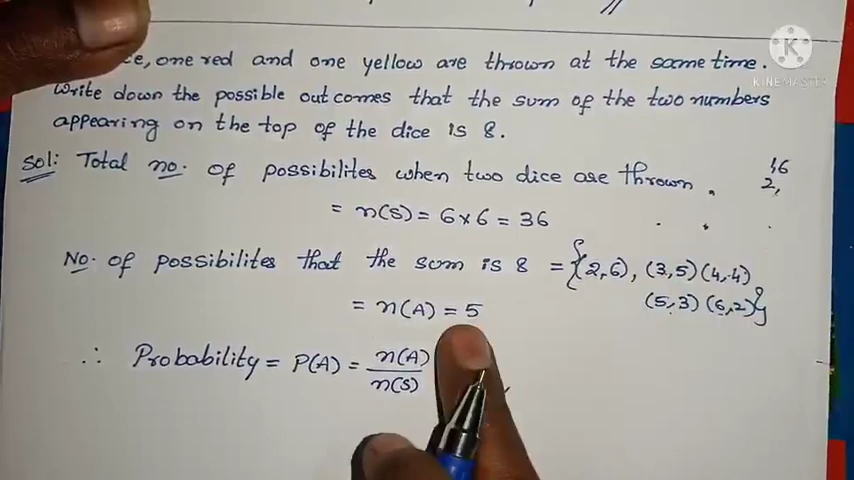 one red and one yellow are thrown at the same time.
Write down the possible outcomes that the sum of the two numbers
appearing on the top of the dice is 8.
Sol: Total no. of possibilites when two dice are thrown.
= n(S) = 6×6 = 36
16
2,
No. of possibilites that the sum is 8 = {(2,6), (3,5) (4,4)
(5,3) (6,2)}
= n(A) = 5
∴ Probability = P(A) = n(A)/n(S)
K
KINEMASTER